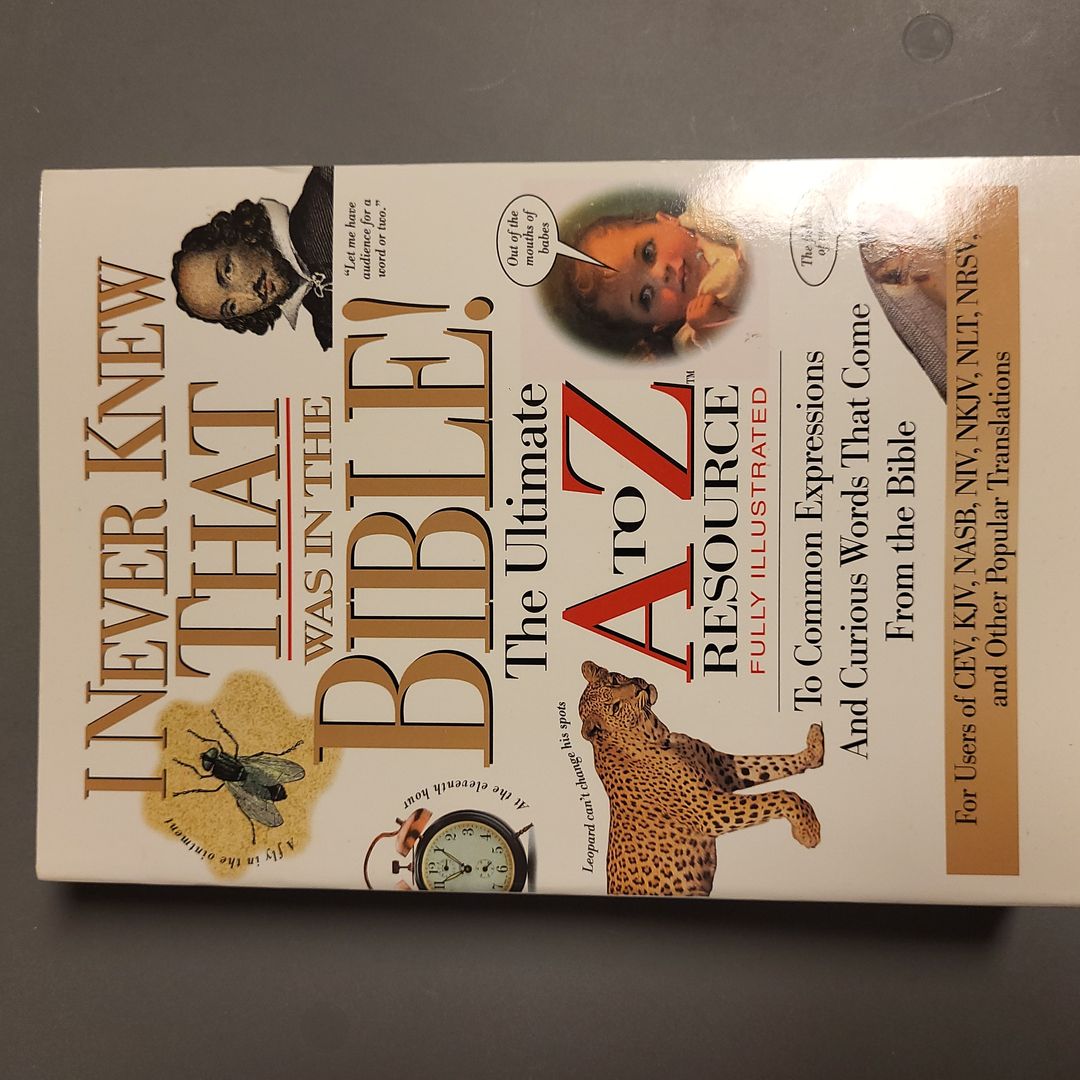 I NEVER KNEW
THAT
WAS IN THE
BIBLE!
A fly in the ointment
"Let me have
audience for a
word or two."
At the eleventh hour
The Ultimate
Out of the
mouths of
babes
A TO Z™
RESOURCE
FULLY ILLUSTRATED
Leopard can't change his spots
To Common Expressions
And Curious Words That Come
From the Bible
The
of
For Users of CEV, KJV, NASB, NIV, NKJV, NLT, NRSV,
and Other Popular Translations